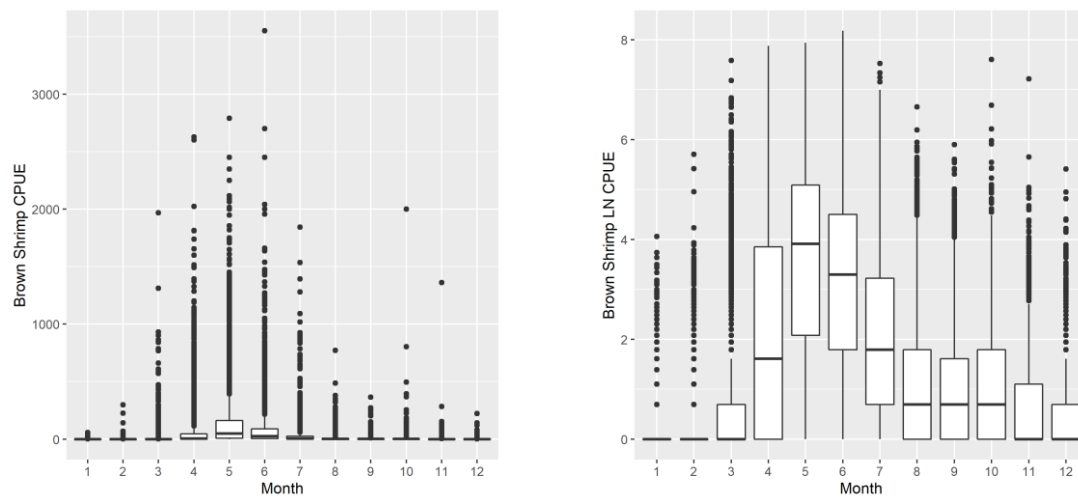 3000
2000
1000
0
Brown Shrimp CPUE
1 2 3 4 5 6 7 8 9 10 11 12
Month
8
6
4
2
0
Brown Shrimp LN CPUE
1 2 3 4 5 6 7 8 9 10 11 12
Month